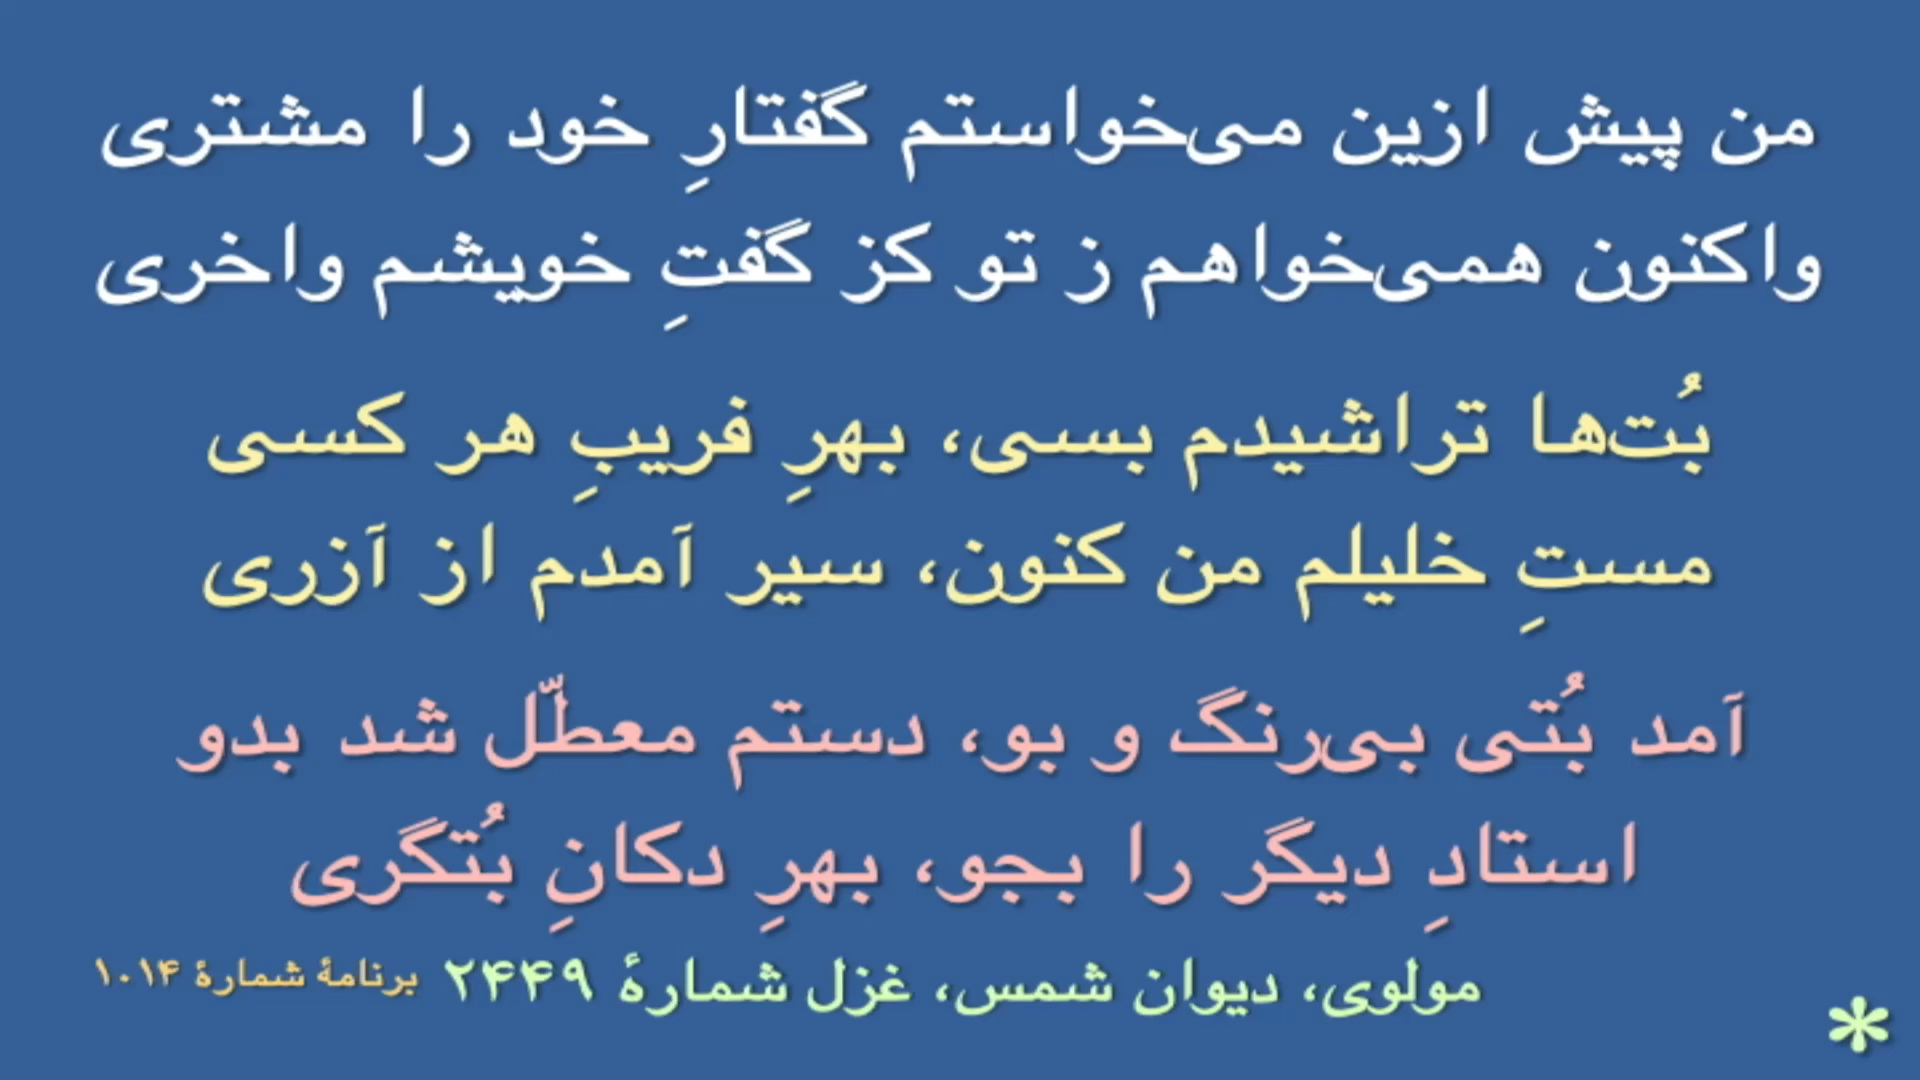 من پیش ازین می‌خواستم گفتارِ خود را مشتری
واکنون همی‌خواهم ز تو کز گفتِ خویشم واخری
بُت‌ها تراشیدم بسی، بهرِ فریبِ هر کسی
مستِ خلیلم من کنون، سیر آمدم از آزری
آمد بُتی بی‌رنگ و بو، دستم معطّل شد بدو
استادِ دیگر را بجو، بهرِ دکانِ بُتگری
مولوی، دیوان شمس، غزل شمارهٔ ۲۴۴۹ برنامهٔ شمارهٔ ۱۰۱۴
*